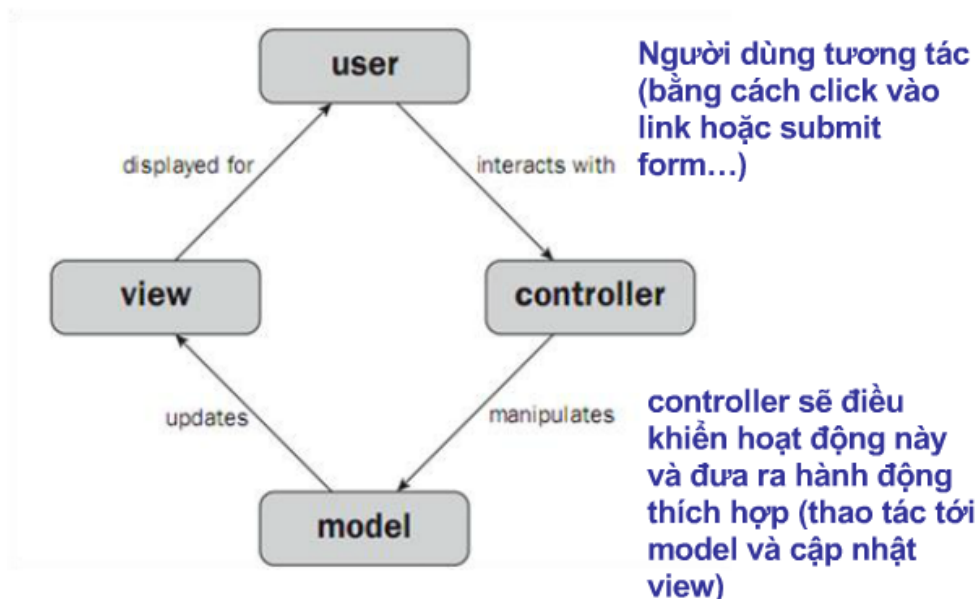 user
Người dùng tương tác
(bằng cách click vào
link hoặc submit
form...)
displayed for
interacts with
view
controller
updates
manipulates
controller sẽ điều
khiển hoạt động này
và đưa ra hành động
thích hợp (thao tác tới
model và cập nhật
view)
model